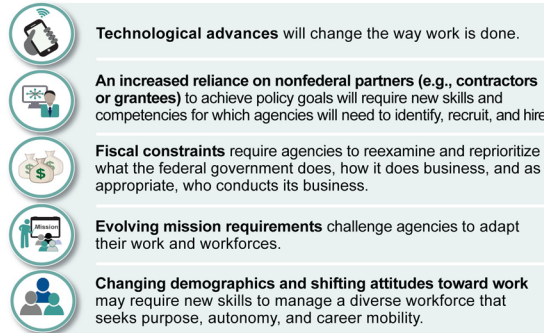 Technological advances will change the way work is done.
An increased reliance on nonfederal partners (e.g., contractors
or grantees) to achieve policy goals will require new skills and
competencies for which agencies will need to identify, recruit, and hire
Fiscal constraints require agencies to reexamine and reprioritize
what the federal government does, how it does business, and as
appropriate, who conducts its business.
Mission
Evolving mission requirements challenge agencies to adapt
their work and workforces.
Changing demographics and shifting attitudes toward work
may require new skills to manage a diverse workforce that
seeks purpose, autonomy, and career mobility.